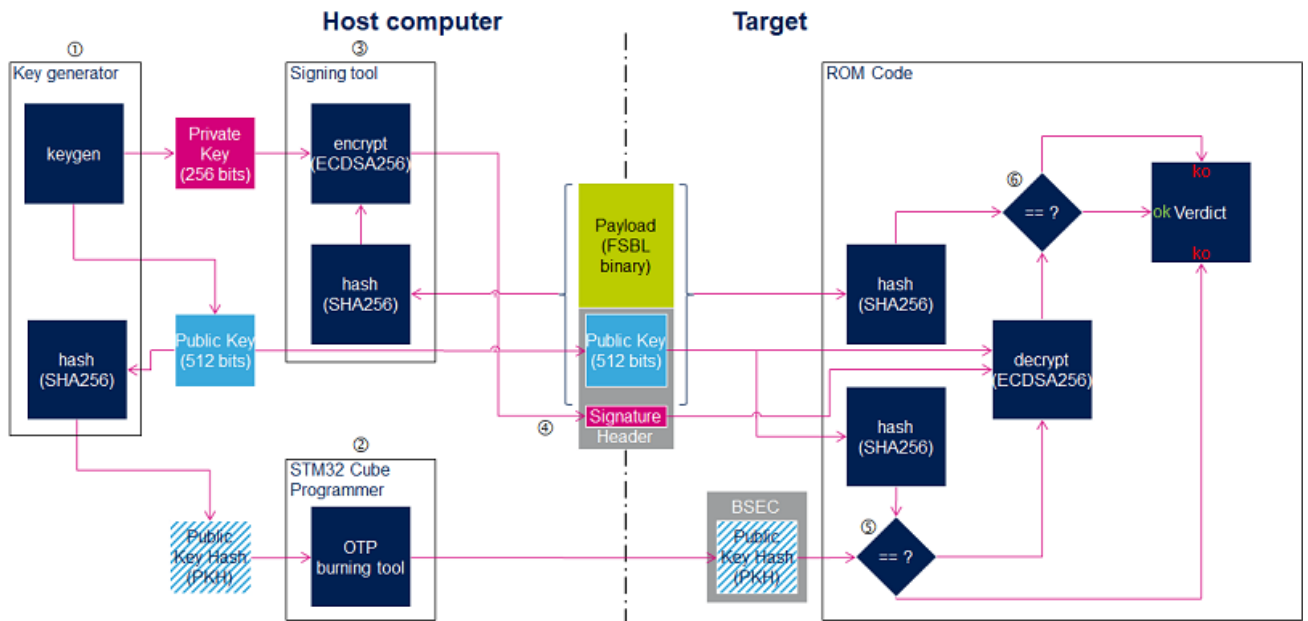 Host computer
Target
①
Key generator
keygen
Private
Key
(256 bits)
③
Signing tool
encrypt
(ECDSA256)
hash
(SHA256)
hash
(SHA256)
Public Key
(512 bits)
Payload
(FSBL
binary)
Public Key
(512 bits)
④
Signature
Header
②
STM32 Cube
Programmer
OTP
burning tool
Public
Key Hash
(PKH)
BSEC
Public
Key Hash
(PKH)
ROM Code
⑥
== ?
ko
ok Verdict
ko
hash
(SHA256)
decrypt
(ECDSA256)
hash
(SHA256)
⑤
== ?